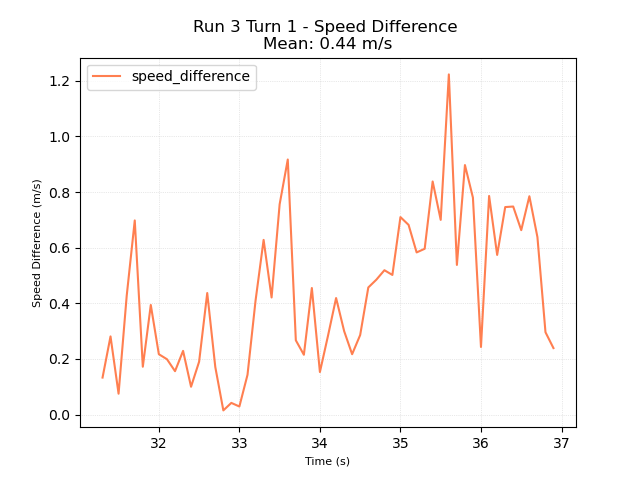 Run 3 Turn 1 - Speed Difference
Mean: 0.44 m/s
speed_difference
Speed Difference (m/s)
1.2
1.0
0.8
0.6
0.4
0.2
0.0
32 33 34 35 36 37
Time (s)